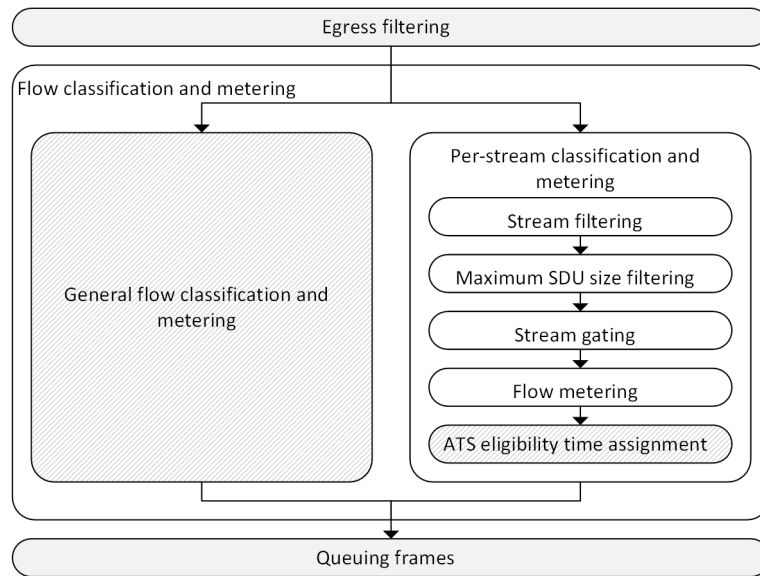 Egress filtering
Flow classification and metering
General flow classification and
metering
Per-stream classification and
metering
Stream filtering
Maximum SDU size filtering
Stream gating
Flow metering
ATS eligibility time assignment
Queuing frames